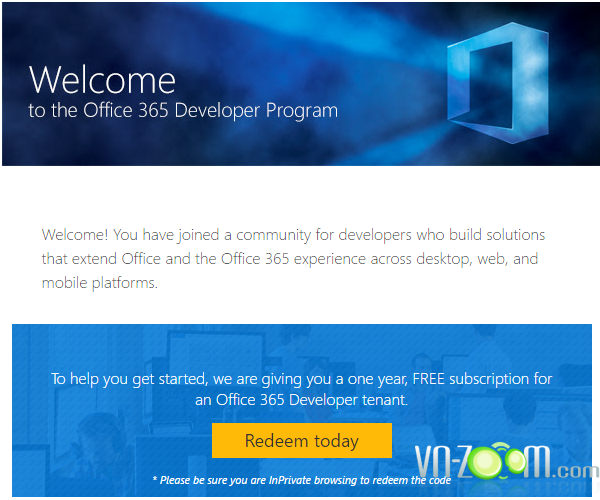 Welcome
to the Office 365 Developer Program
Welcome! You have joined a community for developers who build solutions
that extend Office and the Office 365 experience across desktop, web, and
mobile platforms.
To help you get started, we are giving you a one year, FREE subscription for
an Office 365 Developer tenant.
Redeem today
* Please be sure you are InPrivate browsing to redeem the code
vn-zoom.com